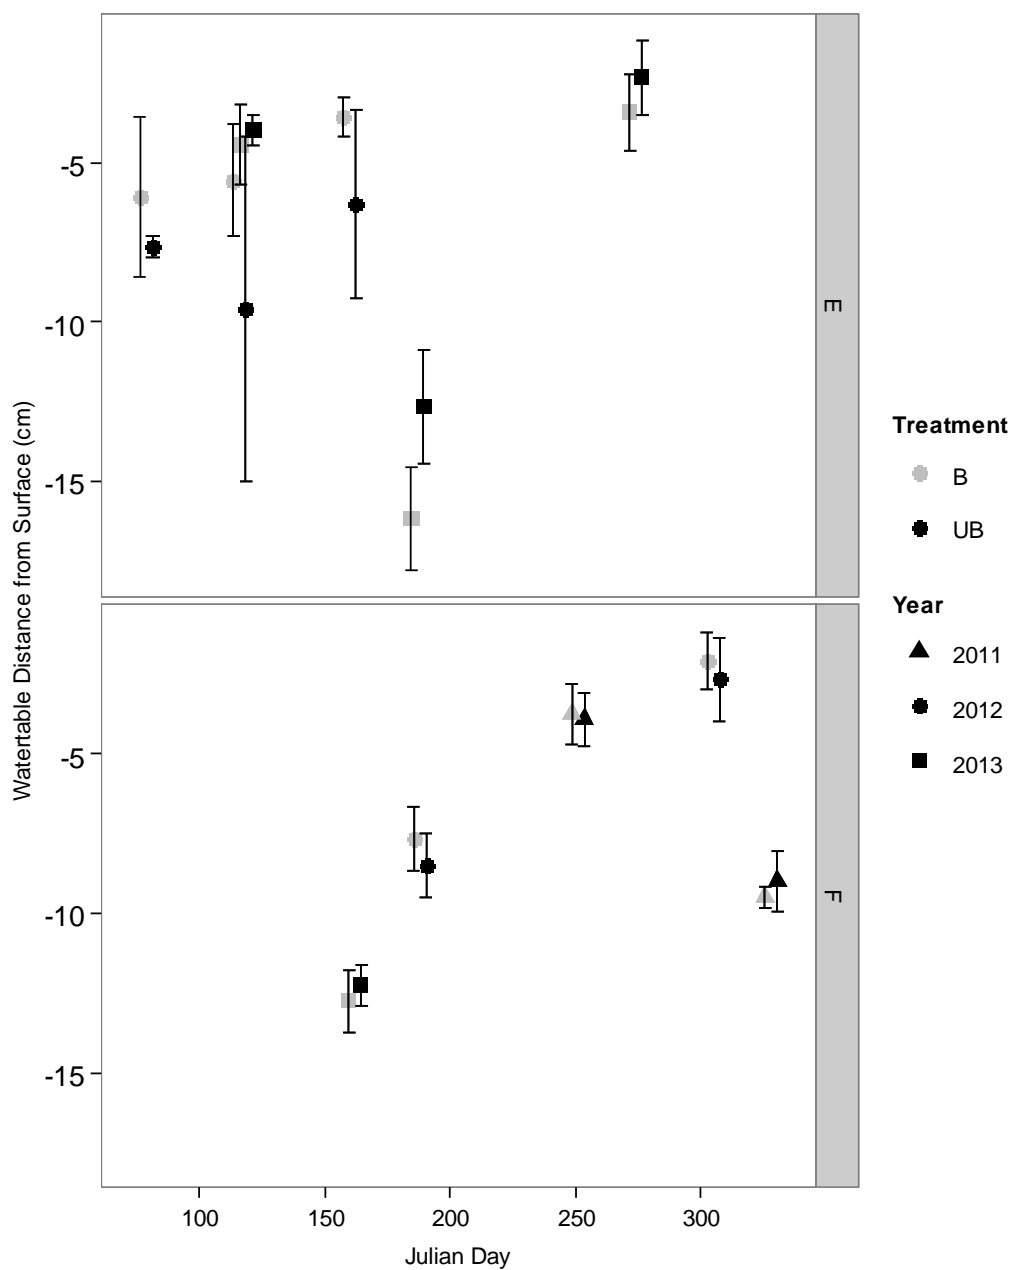 -5
-10
-15
E
-5
-10
-15
F
100 150 200 250 300
Julian Day
Watertable Distance from Surface (cm)
Treatment
B
UB
Year
2011
2012
2013